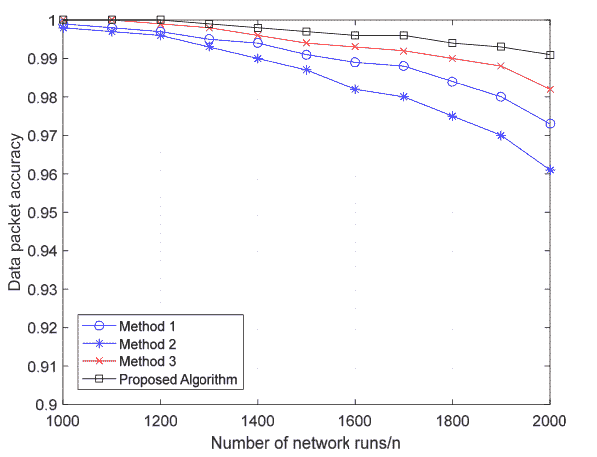 1
0.99
0.98
0.97
0.96
0.95
0.94
0.93
0.92
0.91
0.9
Data packet accuracy
Method 1
Method 2
Method 3
Proposed Algorithm
1000 1200 1400 1600 1800 2000
Number of network runs/n